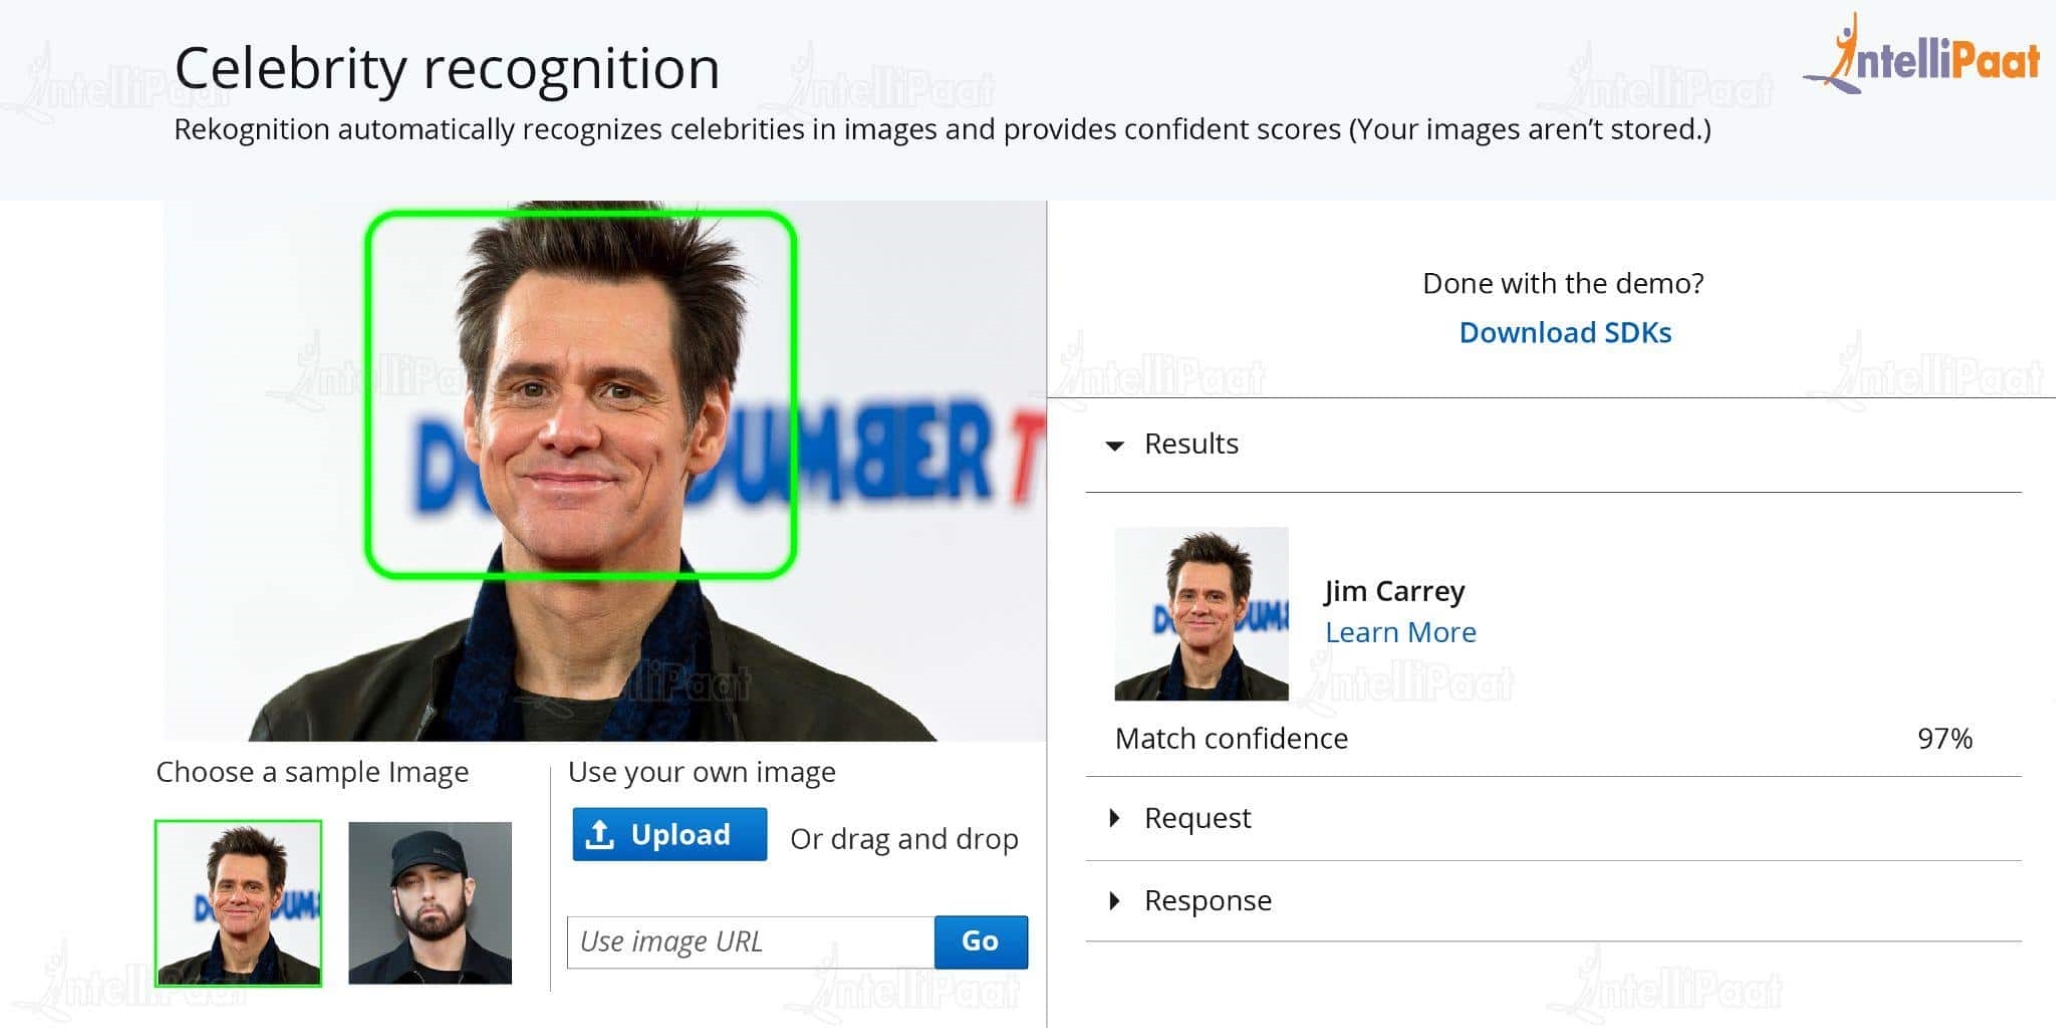 Celebrity recognition
IntelliPaat
Rekognition automatically recognizes celebrities in images and provides confident scores (Your images aren't stored.)
DUMBER T
Done with the demo?
Download SDKs
Results
Jim Carrey
Learn More
Match confidence 97%
Choose a sample Image
Use your own image
Upload
Or drag and drop
Use image URL
Go
Request
Response